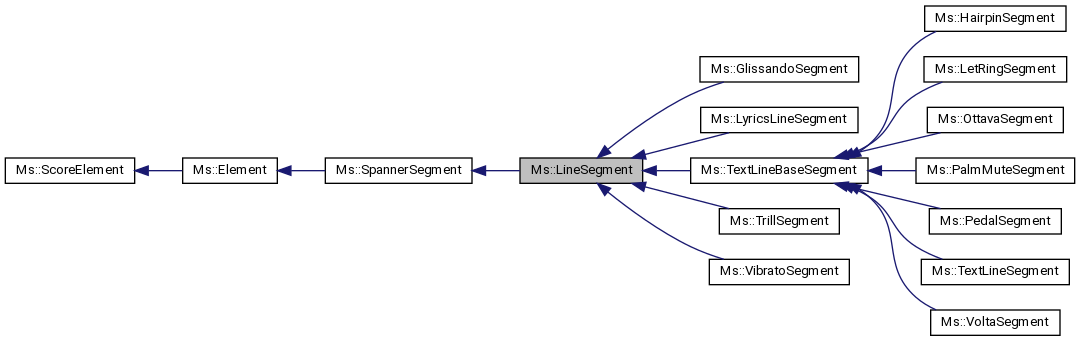 Ms::HairpinSegment
Ms::GlissandoSegment
Ms::LetRingSegment
Ms::LyricsLineSegment
Ms::OttavaSegment
Ms::ScoreElement
Ms::Element
Ms::SpannerSegment
Ms::LineSegment
Ms::TextLineBaseSegment
Ms::PalmMuteSegment
Ms::TrillSegment
Ms::PedalSegment
Ms::VibratoSegment
Ms::TextLineSegment
Ms::VoltaSegment